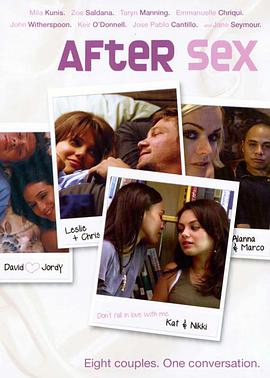 Mila Kunis. Zoe Saldana. Taryn Manning. Emmanuelle Chriqui.
John Witherspoon. Keir O'Donnell. Jose Pablo Cantillo. and Jane Seymour.
AFTER SEX
Leslie + Chris
Alanna & Marco
David ♡ Jordy
Don't fall in love with me.
Kat & Nikki
Eight couples. One conversation.